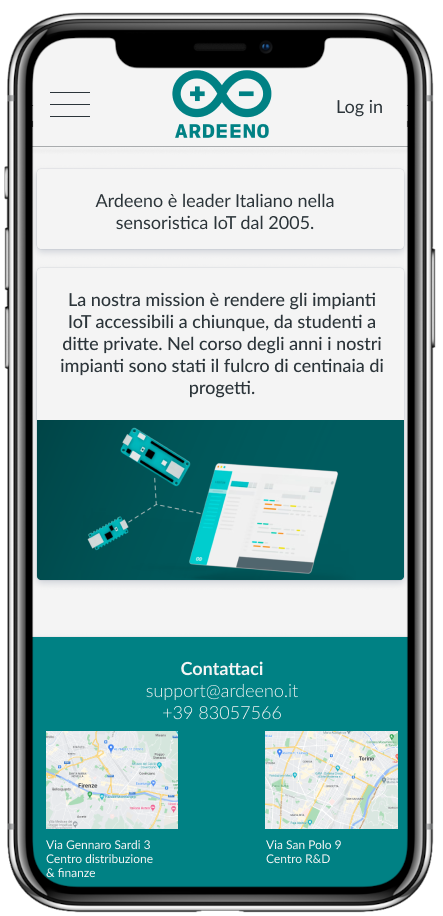 Log in
ARDEENO
Ardeeno è leader Italiano nella
sensoristica IoT dal 2005.
La nostra mission è rendere gli impianti
IoT accessibili a chiunque, da studenti a
ditte private. Nel corso degli anni i nostri
impianti sono stati il fulcro di centinaia di
progetti.
Contattaci
support@ardeeno.it
+39 83057566
Firenze
Torino
Via Gennaro Sardi 3
Centro distribuzione
& finanze
Via San Polo 9
Centro R&D